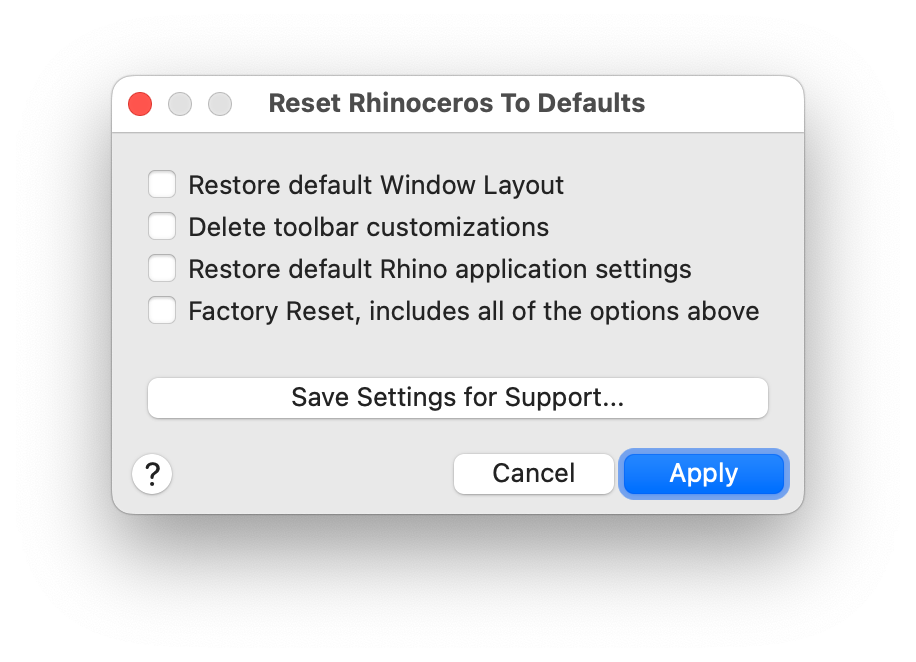 Reset Rhinoceros To Defaults
Restore default Window Layout
Delete toolbar customizations
Restore default Rhino application settings
Factory Reset, includes all of the options above
Save Settings for Support...
? Cancel Apply